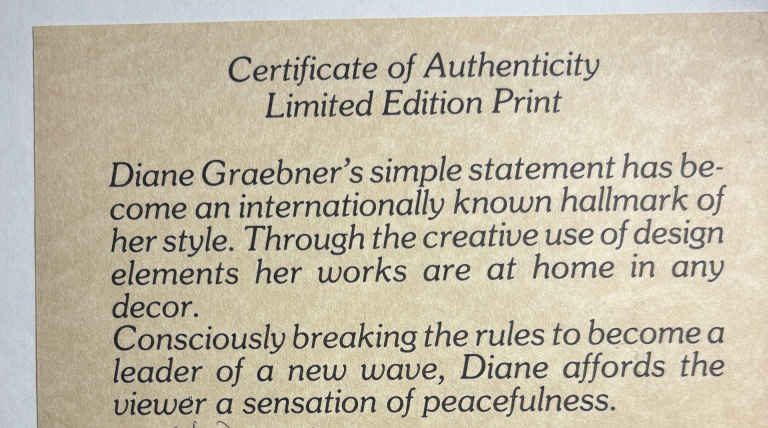 Certificate of Authenticity
Limited Edition Print
Diane Graebner's simple statement has be-
come an internationally known hallmark of
her style. Through the creative use of design
elements her works are at home in any
decor.
Consciously breaking the rules to become a
leader of a new wave, Diane affords the
viewer a sensation of peacefulness.